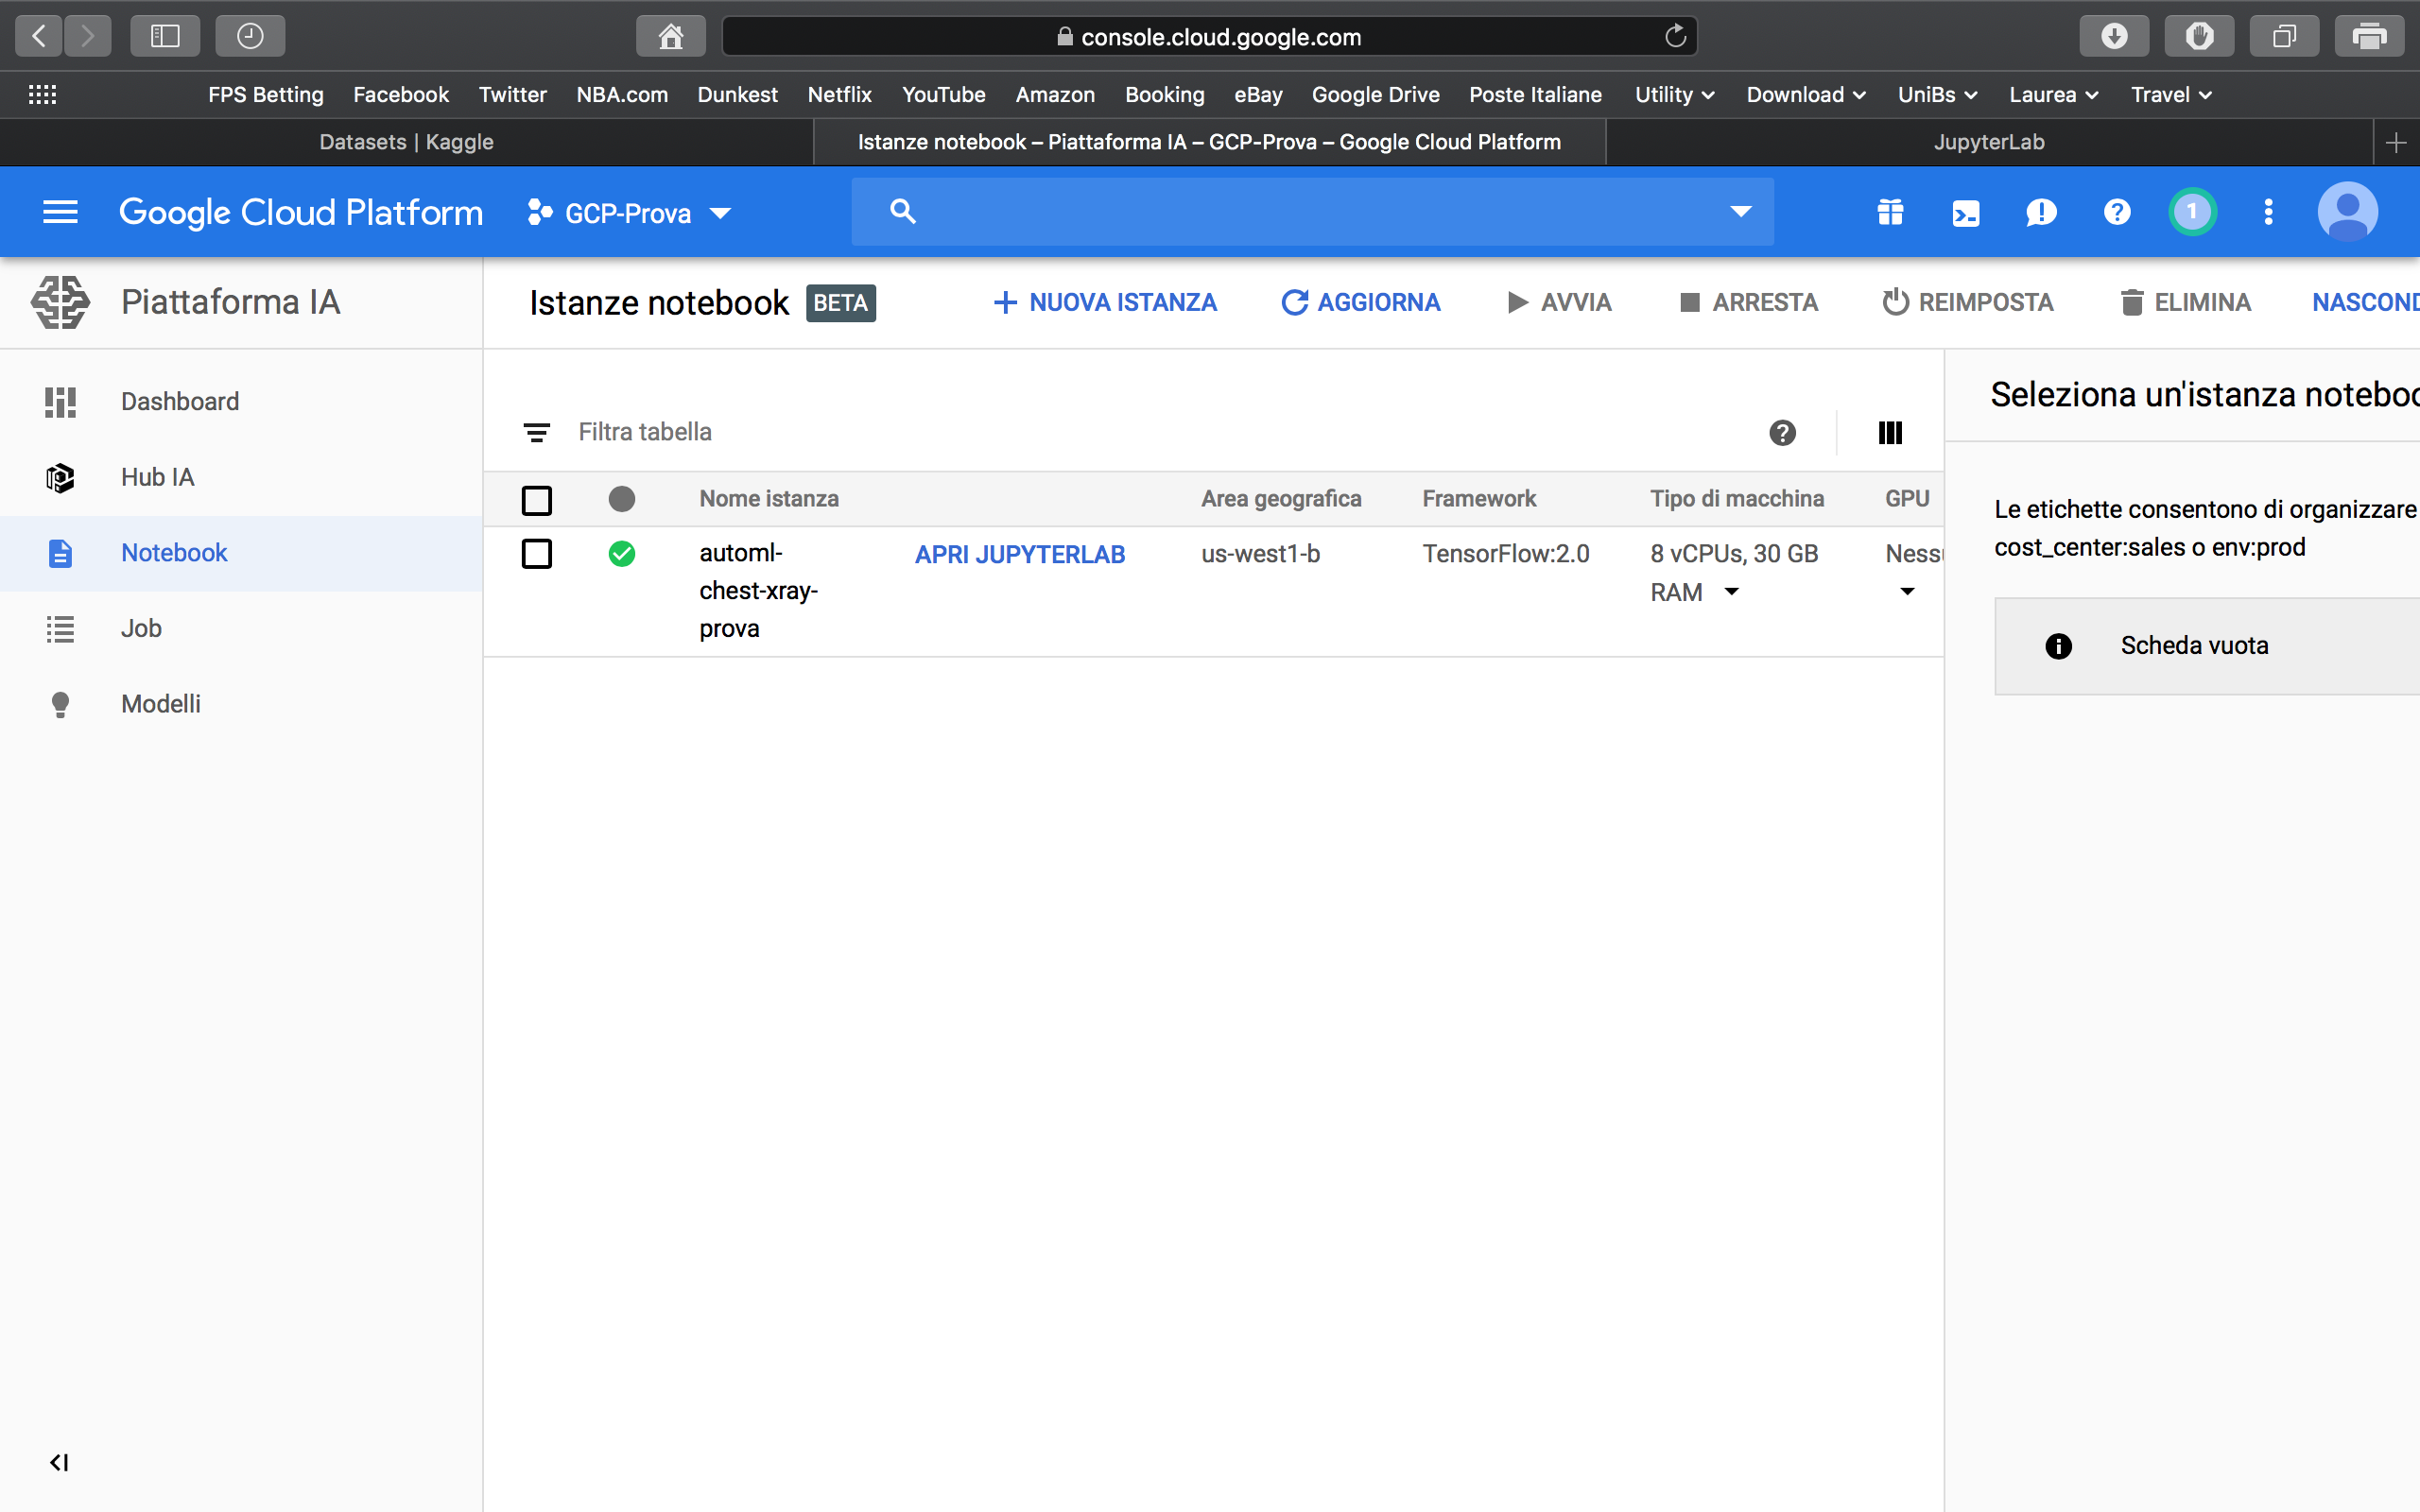 console.cloud.google.com
FPS Betting Facebook Twitter NBA.com Dunkest Netflix YouTube Amazon Booking eBay Google Drive Poste Italiane Utility Download UniBs Laurea Travel
Datasets | Kaggle
Istanze notebook – Piattaforma IA – GCP-Prova – Google Cloud Platform
JupyterLab
Google Cloud Platform
GCP-Prova
1
Piattaforma IA
Istanze notebook BETA
NUOVA ISTANZA
AGGIORNA
AVVIA
ARRESTA
REIMPOSTA
ELIMINA
NASCOND
Dashboard
Hub IA
Notebook
Job
Modelli
Filtra tabella
Nome istanza Area geografica Framework Tipo di macchina GPU
automl-
chest-xray-
prova
APRI JUPYTERLAB
us-west1-b
TensorFlow:2.0
8 vCPUs, 30 GB
RAM
Ness
Seleziona un'istanza noteboo
Le etichette consentono di organizzare
cost_center:sales o env:prod
Scheda vuota